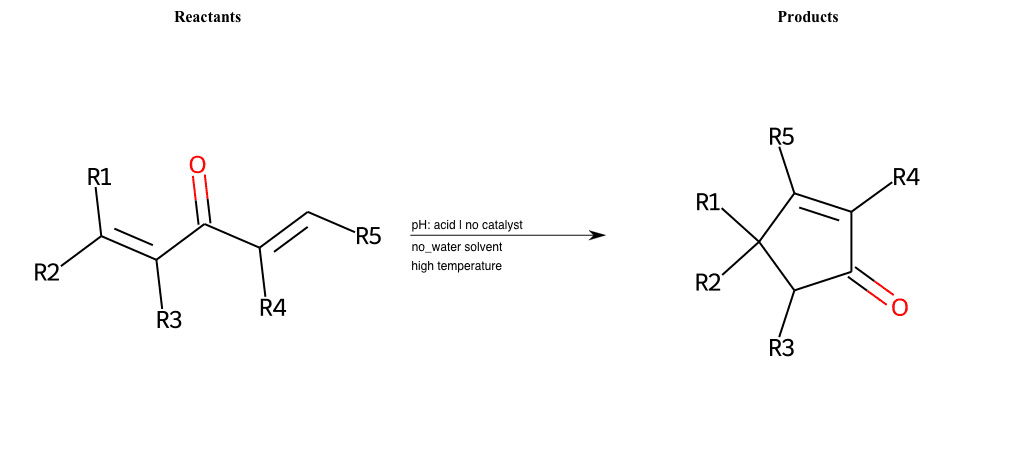 Reactants
Products
R1
O
R2
R3
R4
R5
pH: acid | no catalyst
no_water solvent
high temperature
R5
R4
R1
R2
O
R3